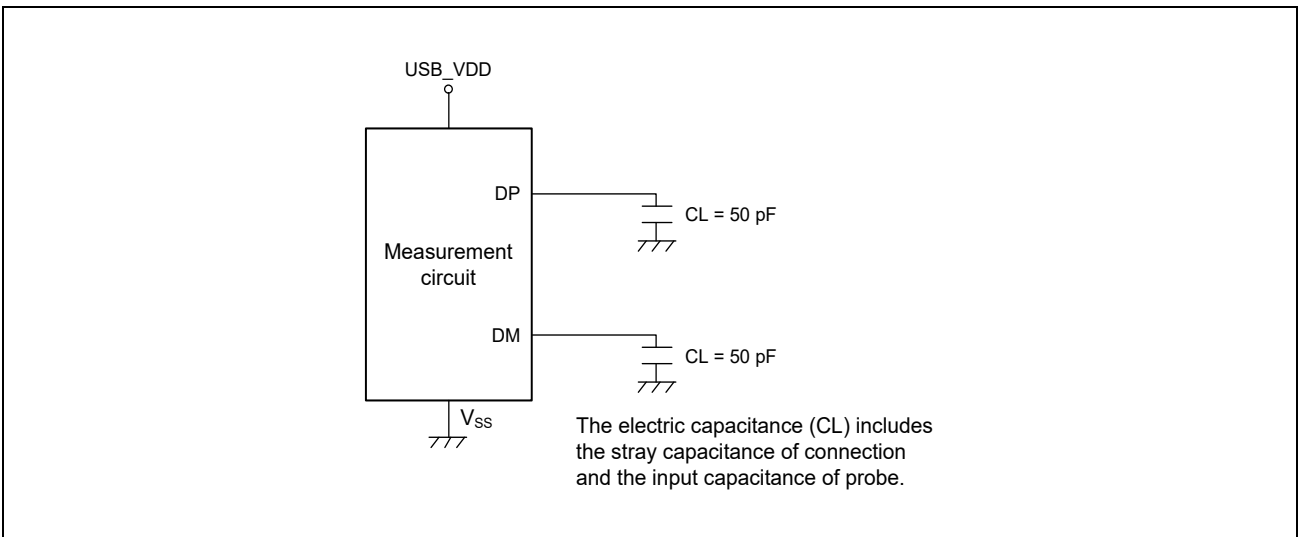 USB_VDD
DP
CL = 50 pF
Measurement
circuit
DM
CL = 50 pF
VSS
The electric capacitance (CL) includes
the stray capacitance of connection
and the input capacitance of probe.